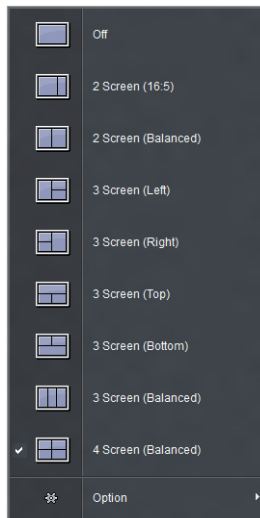 Off
2 Screen (16:5)
2 Screen (Balanced)
3 Screen (Left)
3 Screen (Right)
3 Screen (Top)
3 Screen (Bottom)
3 Screen (Balanced)
4 Screen (Balanced)
Option